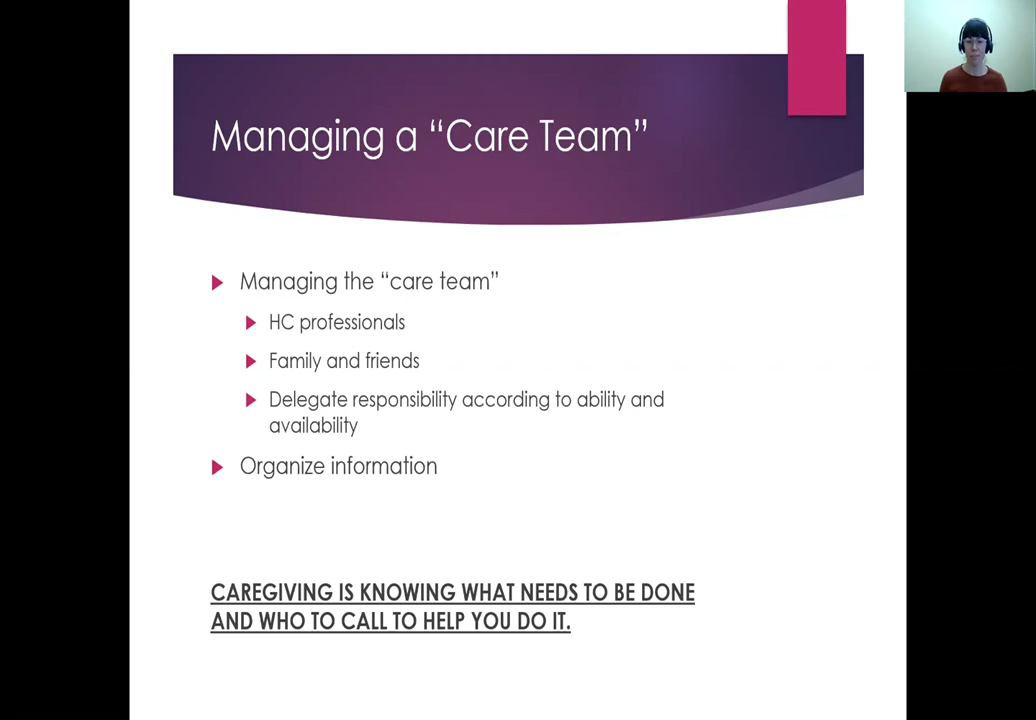 Managing a “Care Team”
Managing the “care team”
HC professionals
Family and friends
Delegate responsibility according to ability and
availability
Organize information
CAREGIVING IS KNOWING WHAT NEEDS TO BE DONE
AND WHO TO CALL TO HELP YOU DO IT.